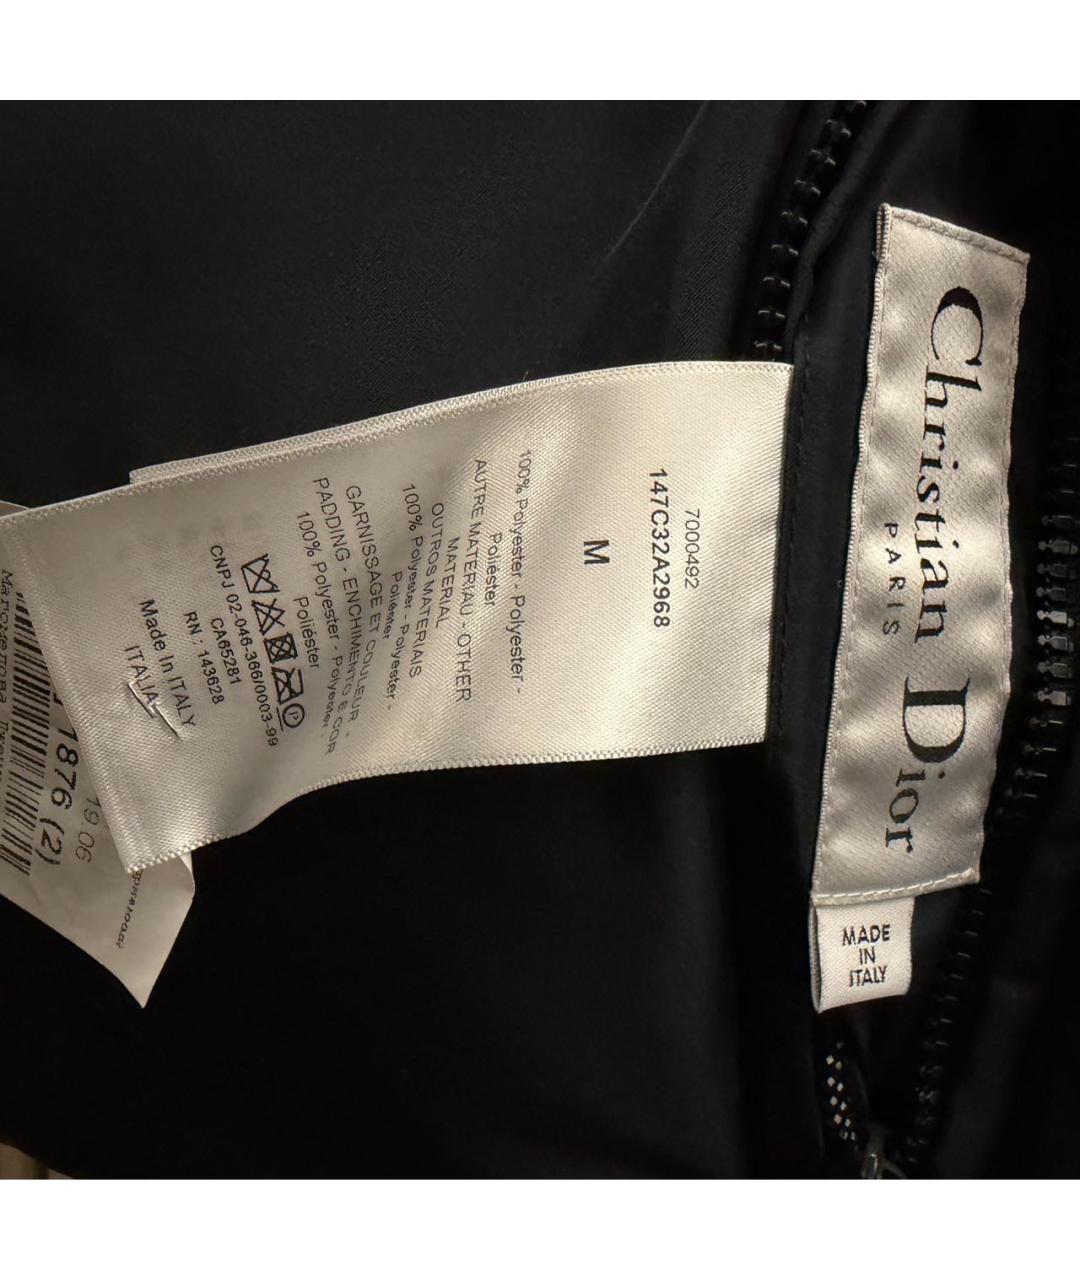 Christian Dior
PARIS
MADE
IN
ITALY
7000492
147C32A2968
M
100% Polyester - Polyester -
Poliéster
AUTRE MATERIAU - OTHER
MATERIAL
OUTROS MATERIAIS
100% Polyester - Polyester -
Poliéster
GARNISSAGE ET COULEUR -
PADDING - ENCHIMENTO E COR
100% Polyester - Polyester -
Poliéster
P
CNPJ 02-046-366/0003-99
CA65281
RN : 143628
Made In ITALY
ITALIA
1876 (2)
19.06